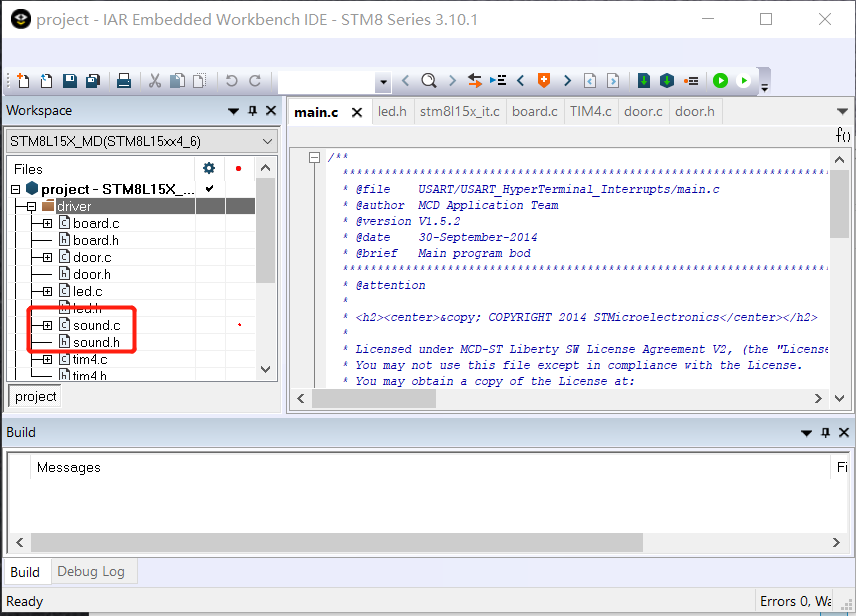 project - IAR Embedded Workbench IDE - STM8 Series 3.10.1
Workspace
STM8L15X_MD(STM8L15xx4_6)
Files
project - STM8L15X_...
driver
board.c
board.h
door.c
door.h
led.c
led.h
sound.c
sound.h
tim4.c
tim4.h
project
main.c
led.h
stm8l15x_it.c
board.c
TIM4.c
door.c
door.h
f()
/**
******************************************************************************
* @file    USART/USART_HyperTerminal_Interrupts/main.c
* @author  MCD Application Team
* @version V1.5.2
* @date    30-September-2014
* @brief   Main program bod
******************************************************************************
* @attention
*
* <h2><center>&copy; COPYRIGHT 2014 STMicroelectronics</center></h2>
*
* Licensed under MCD-ST Liberty SW License Agreement V2, (the "License
* You may not use this file except in compliance with the License.
* You may obtain a copy of the License at:
Build
Messages
Fi
Build
Debug Log
Ready
Errors 0, Wa